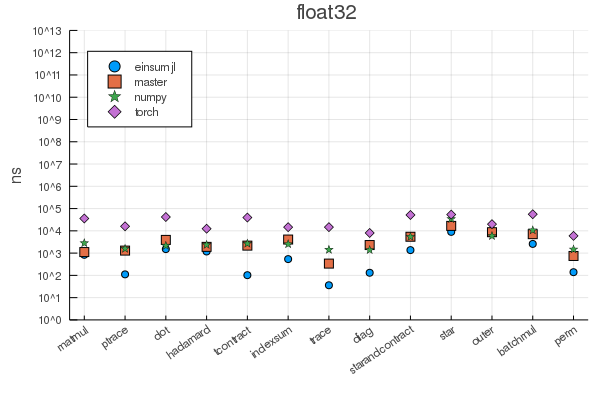 float32
10^13
10^12
10^11
10^10
10^9
10^8
10^7
10^6
10^5
10^4
10^3
10^2
10^1
10^0
ns
einsumjl
master
numpy
torch
matmul
ptrace
dot
hadamard
tcontract
indexsum
trace
diag
starandcontract
star
outer
batchmul
perm